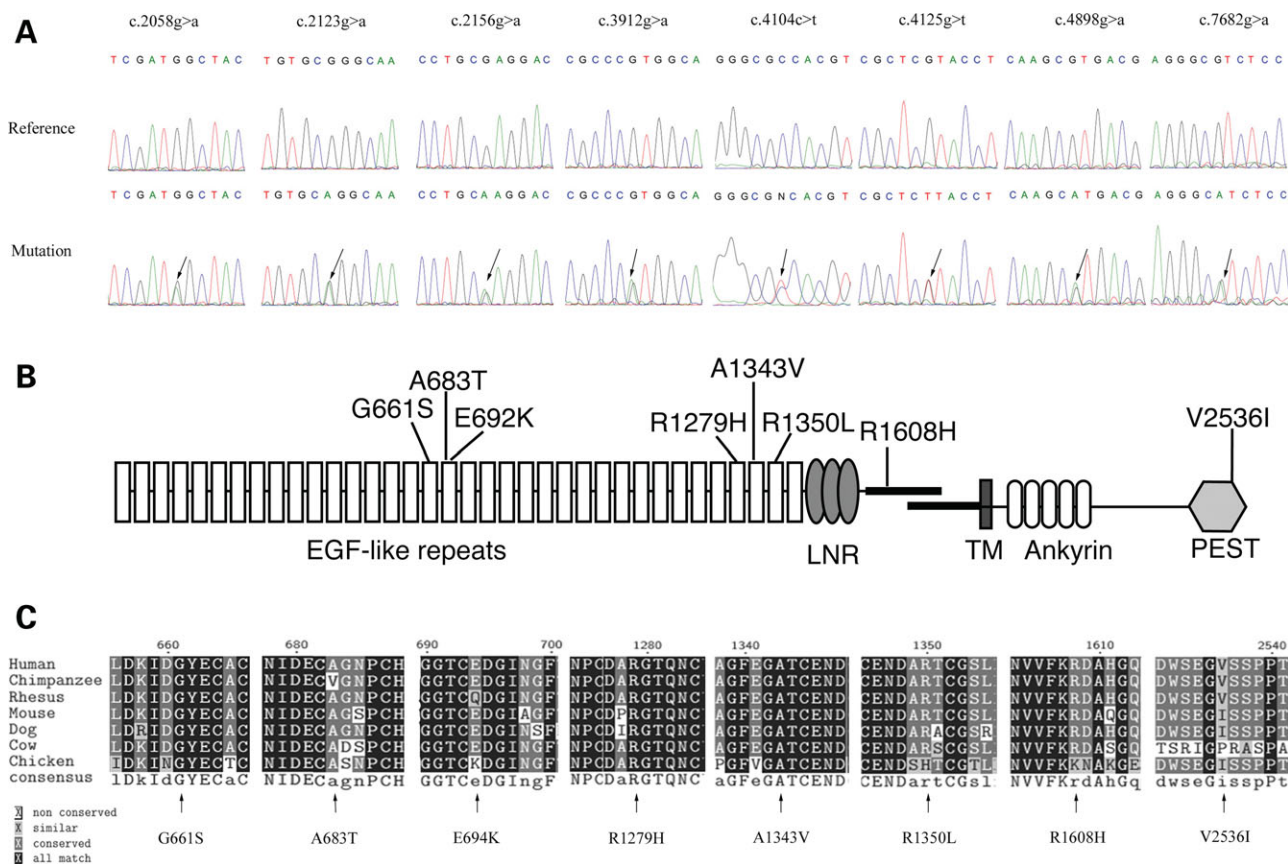 A
c.2058g>a c.2123g>a c.2156g>a c.3912g>a c.4104c>t c.4125g>t c.4898g>a c.7682g>a
TCGATGGCTAC TGTGCGGGCAA CCTGCGAGGAC CGCCCGTGGCA GGGCGCCACGT CGCTCGTACCT CAAGCGTGACG AGGGCGTCTCC
Reference
TCGATGGCTAC TGTGCAGGCAA CCTGCAAGGAC CGCCCGTGGCA GGGCGNCACGT CGCTCTTACCT CAAGCATGACG AGGGCATCTCC
Mutation
B
A683T A1343V
G661S E692K R1279H R1350L R1608H V2536I
EGF-like repeats LNR TM Ankyrin PEST
C
660 680 690 700 1280 1340 1350 1610 2540
Human LDKIDGYECAC NIDECAGNPCH GGTCEDGINGF NPCDARGTQNC AGFEGATCEND CENDARTCGSL NVVFKRDAHGQ DWSEGVSSPPT
Chimpanzee LDKIDGYECAC NIDECVGNPCH GGTCEDGINGF NPCDARGTQNC AGFEGATCEND CENDARTCGSL NVVFKRDAHGQ DWSEGVSSPPT
Rhesus LDKIDGYECAC NIDECAGNPCH GGTCQDGINGF NPCDARGTQNC AGFEGATCEND CENDARTCGSL NVVFKRDAHGQ DWSEGVSSPPT
Mouse LDKIDGYECAC NIDECAGSPCH GGTCEDGIAGF NPCDPRGTQNC AGFEGATCEND CENDARTCGSL NVVFKRDAQGQ DWSEGISSPPT
Dog LDRIDGYECAC NIDECAGNPCH GGTCEDGINSF NPCDIRGTQNC AGFEGATCEND CENDARACGSR NVVFKRDAHGQ DWSEGISSPPT
Cow LDKIDGYECAC NIDECADSPCH GGTCEDGINGF NPCDARGTQNC AGFEGATCEND CENDARSCGSL NVVFKRDASGQ TSRIGPRASPA
Chicken IDKINGYECTC NIDECASNPCH GGTCKDGINGF NPCDARGTQNC PGFVGATCEND CENDSHTCGTL NVVFKKNAKGE DWSEGISSPPT
consensus lDKIdGYECaC NIDECagnPCH GGTCeDGIngF NPCDaRGTQNC aGFeGATCEND CENDartCGSl NVVFKrdAhGq dwseGisspPt
X non conserved
X similar
X conserved
X all match
G661S A683T E694K R1279H A1343V R1350L R1608H V2536I